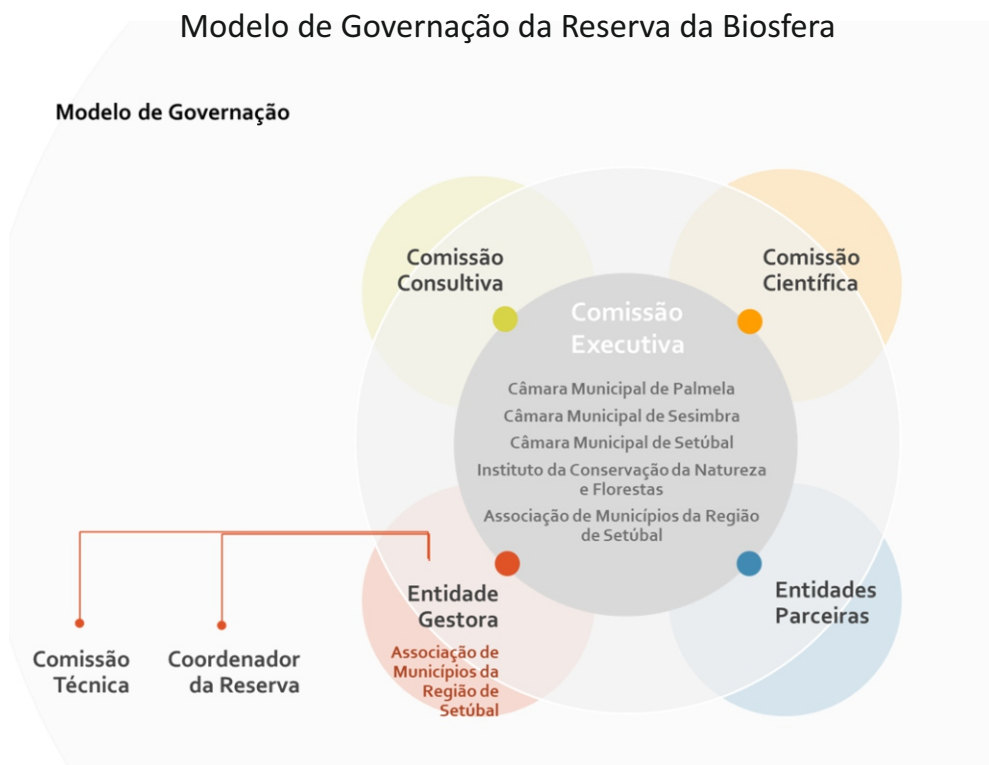 Modelo de Governação da Reserva da Biosfera
Modelo de Governação
Comissão
Consultiva
Comissão
Científica
Comissão
Executiva
Câmara Municipal de Palmela
Câmara Municipal de Sesimbra
Câmara Municipal de Setúbal
Instituto da Conservação da Natureza
e Florestas
Associação de Municípios da Região
de Setúbal
Entidade
Gestora
Associação de
Municípios da
Região de
Setúbal
Entidades
Parceiras
Comissão
Técnica
Coordenador
da Reserva